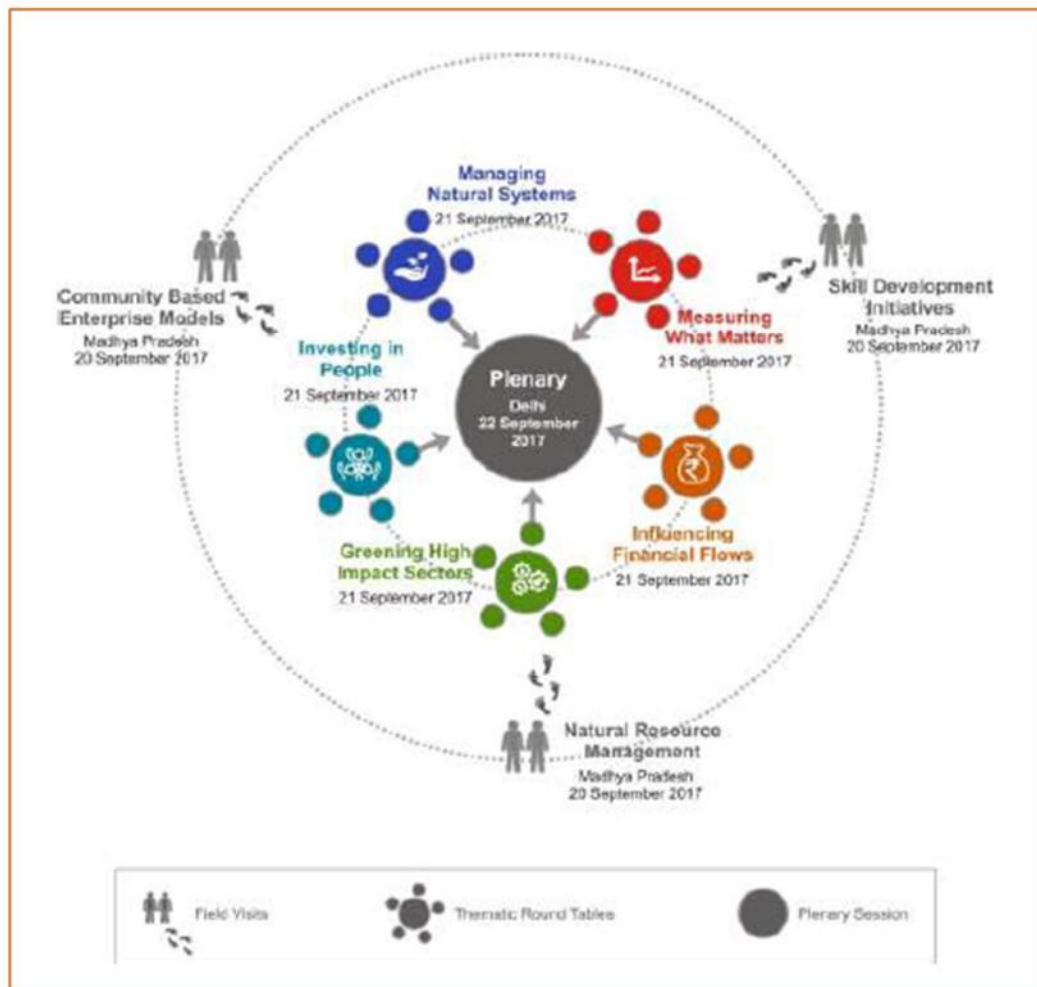 Managing
Natural Systems
21 September 2017
Community Based
Enterprise Models
Madhya Pradesh
20 September 2017
Skill Development
Initiatives
Madhya Pradesh
20 September 2017
Measuring
What Matters
21 September 2017
Investing in
People
21 September 2017
Plenary
Delhi
22 September
2017
Influencing
Financial Flows
21 September 2017
Greening High
Impact Sectors
21 September 2017
₹
Natural Resource
Management
Madhya Pradesh
20 September 2017
Field Visits
Thematic Round Tables
Plenary Session